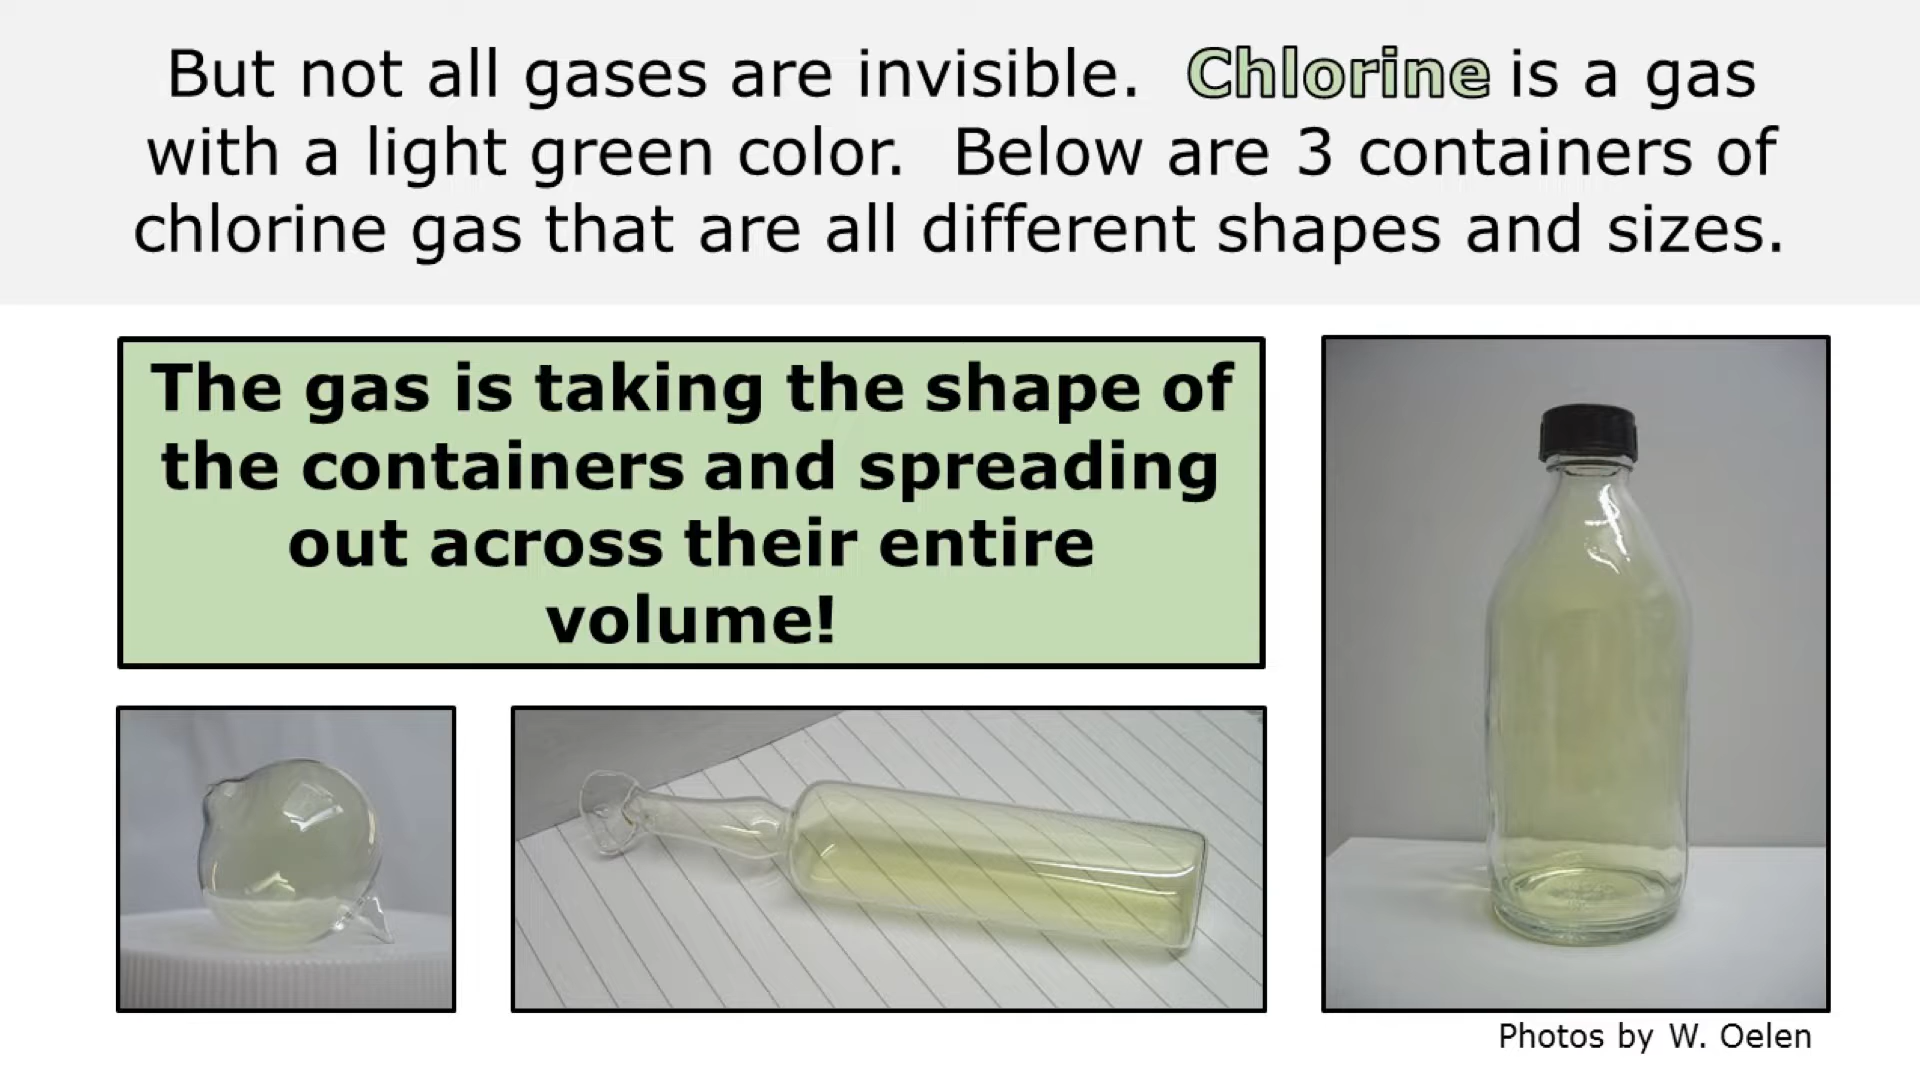 But not all gases are invisible.  Chlorine is a gas
with a light green color.  Below are 3 containers of
chlorine gas that are all different shapes and sizes.
The gas is taking the shape of
the containers and spreading
out across their entire
volume!
Photos by W. Oelen